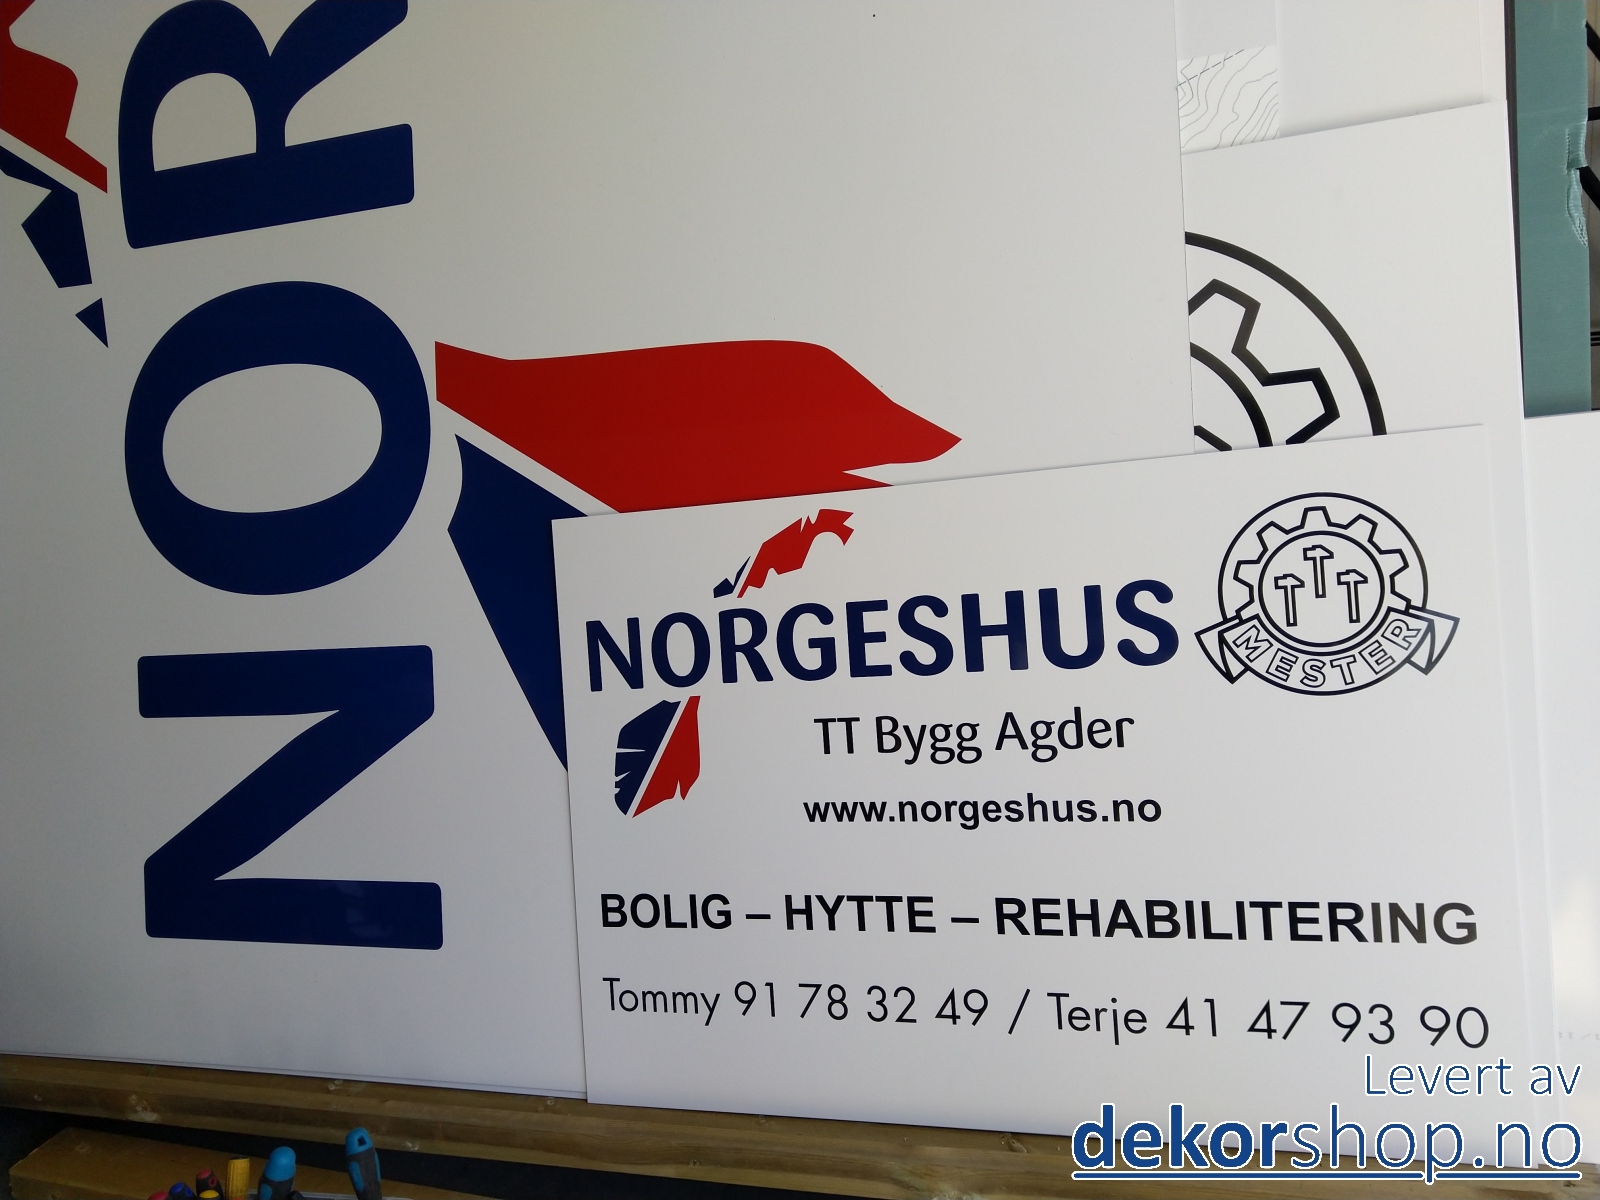 NOR
NORGESHUS
MESTER
TT Bygg Agder
www.norgeshus.no
BOLIG – HYTTE – REHABILITERING
Tommy 91 78 32 49 / Terje 41 47 93 90
Levert av
dekorshop.no